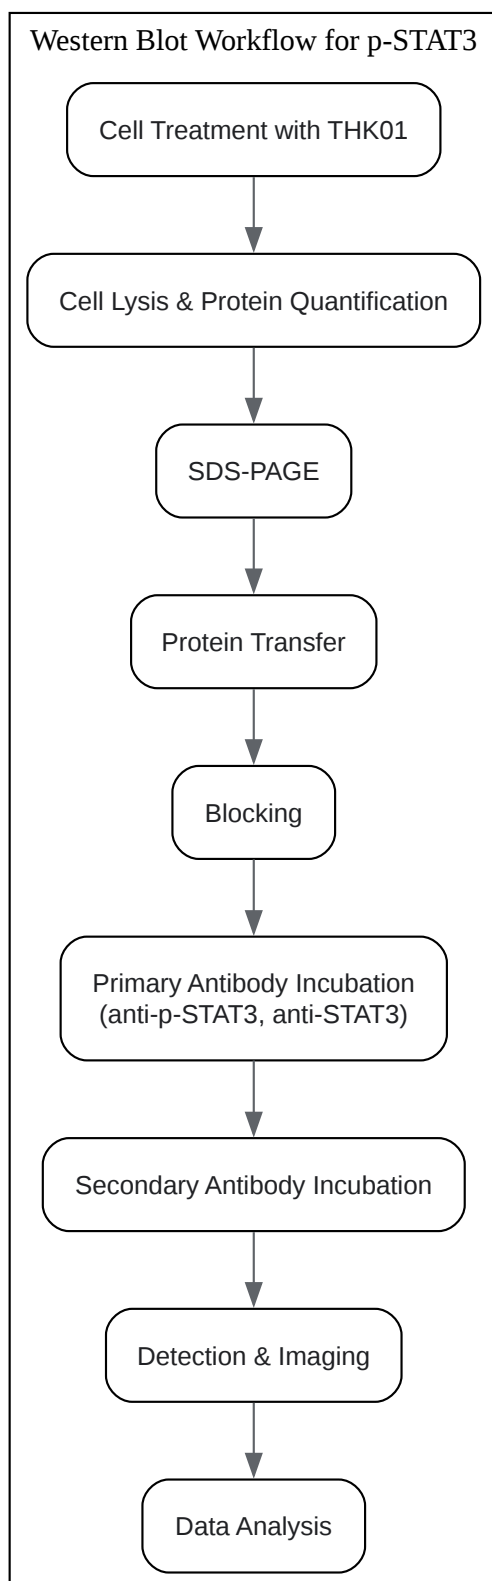 Western Blot Workflow for p-STAT3
Cell Treatment with THK01
Cell Lysis & Protein Quantification
SDS-PAGE
Protein Transfer
Blocking
Primary Antibody Incubation
(anti-p-STAT3, anti-STAT3)
Secondary Antibody Incubation
Detection & Imaging
Data Analysis